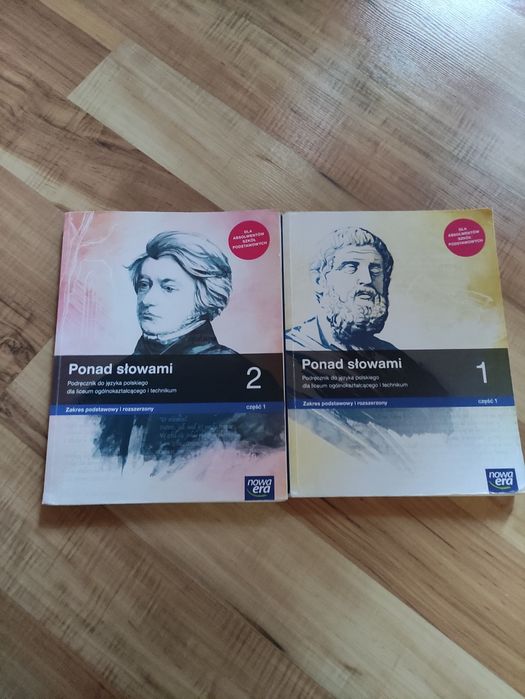 DLA
ABSOLWENTÓW
SZKÓŁ
PODSTAWOWYCH
Ponad słowami
Podręcznik do języka polskiego
dla liceum ogólnokształcącego i technikum
2
Zakres podstawowy i rozszerzony
część 1
nowa
era
DLA
ABSOLWENTÓW
SZKÓŁ
PODSTAWOWYCH
Ponad słowami
Podręcznik do języka polskiego
dla liceum ogólnokształcącego i technikum
1
Zakres podstawowy i rozszerzony
część 1
nowa
era